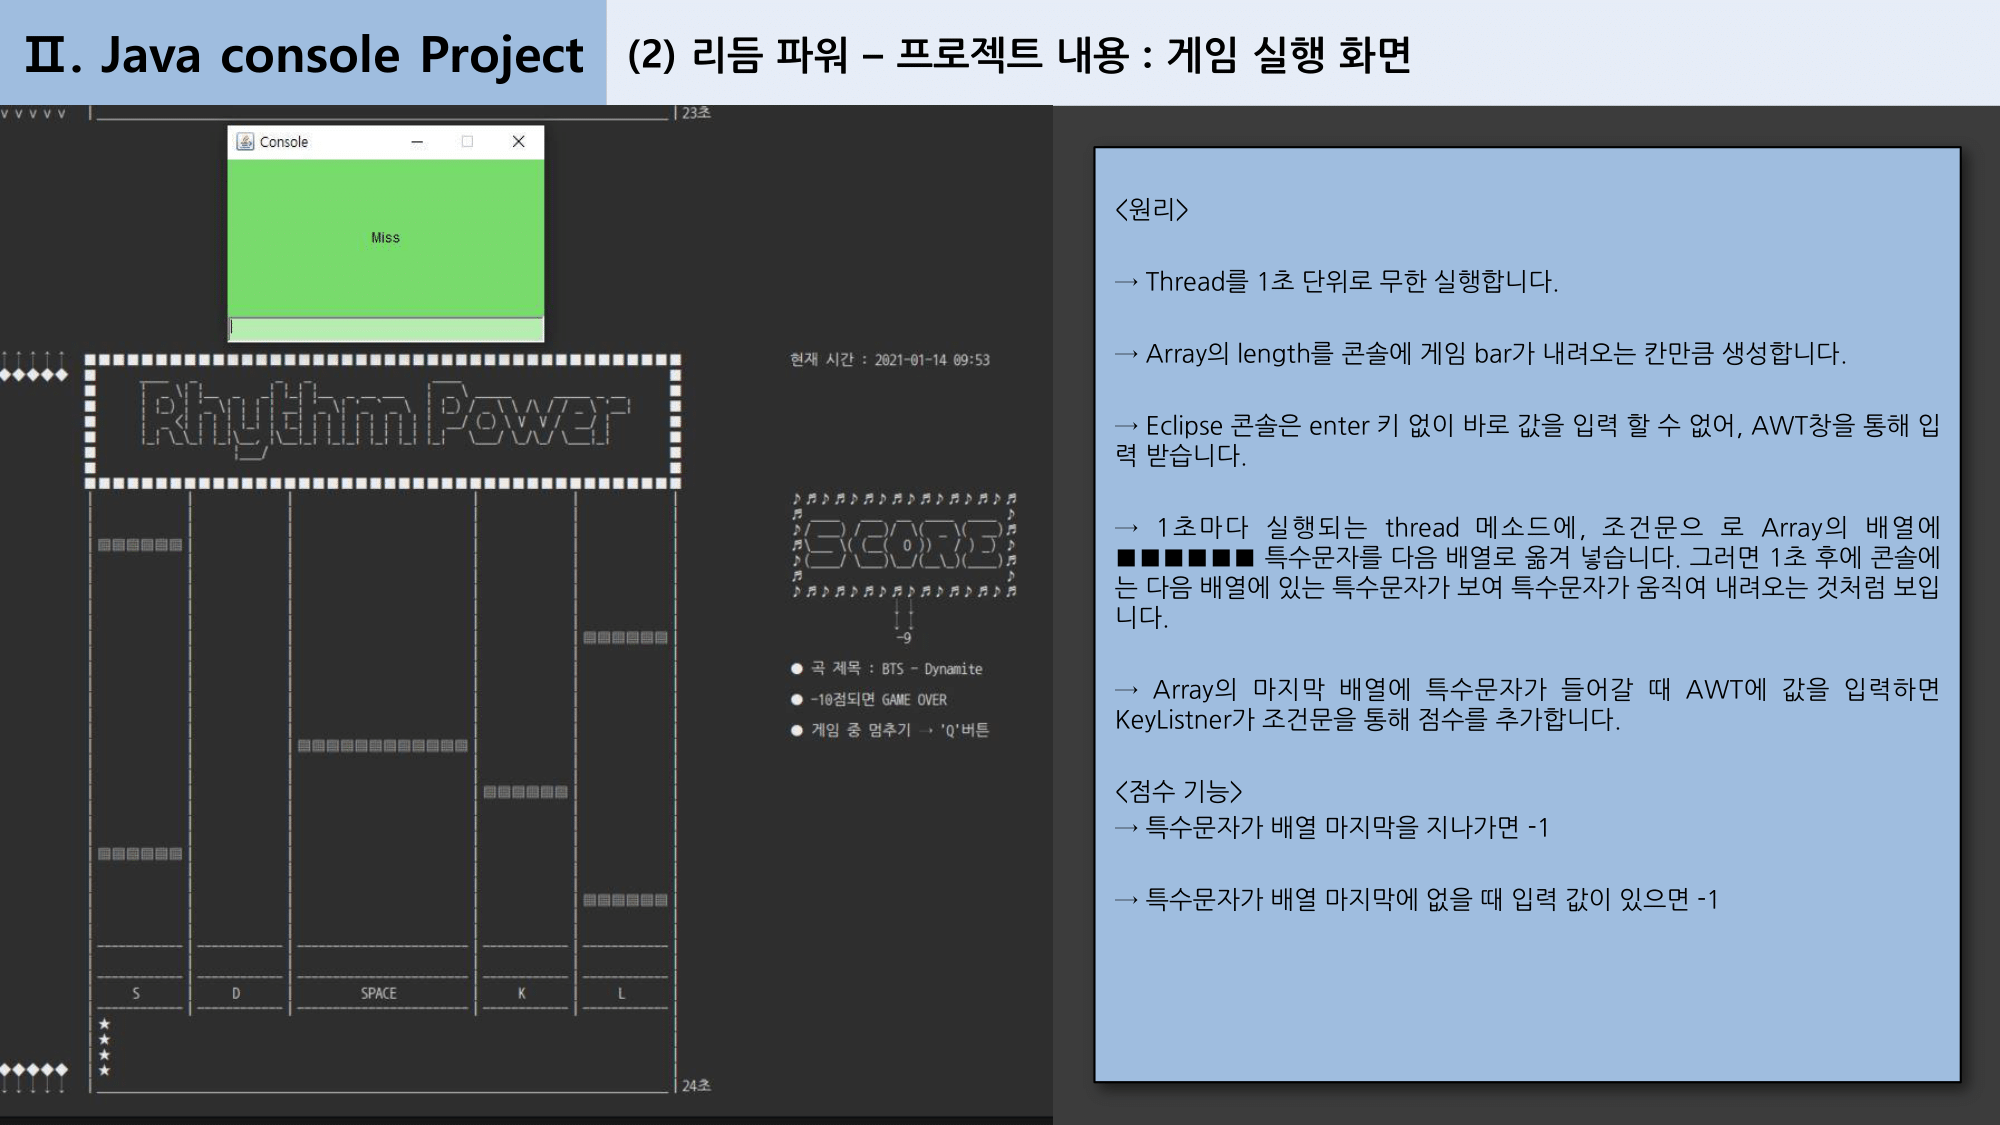 Ⅱ. Java console Project
(2) 리듬 파워 – 프로젝트 내용 : 게임 실행 화면
v v v v v
23초
Console
Miss
현재 시간 : 2021-01-14 09:53
Rhythm Power
SCORE
-9
● 곡 제목 : BTS - Dynamite
● -10점되면 GAME OVER
● 게임 중 멈추기 → 'Q'버튼
S D SPACE K L
★
★
★
★
24초
<원리>
→ Thread를 1초 단위로 무한 실행합니다.
→ Array의 length를 콘솔에 게임 bar가 내려오는 칸만큼 생성합니다.
→ Eclipse 콘솔은 enter 키 없이 바로 값을 입력 할 수 없어, AWT창을 통해 입
력 받습니다.
→ 1초마다 실행되는 thread 메소드에, 조건문으 로 Array의 배열에
■■■■■■ 특수문자를 다음 배열로 옮겨 넣습니다. 그러면 1초 후에 콘솔에
는 다음 배열에 있는 특수문자가 보여 특수문자가 움직여 내려오는 것처럼 보입
니다.
→ Array의 마지막 배열에 특수문자가 들어갈 때 AWT에 값을 입력하면
KeyListner가 조건문을 통해 점수를 추가합니다.
<점수 기능>
→ 특수문자가 배열 마지막을 지나가면 -1
→ 특수문자가 배열 마지막에 없을 때 입력 값이 있으면 -1